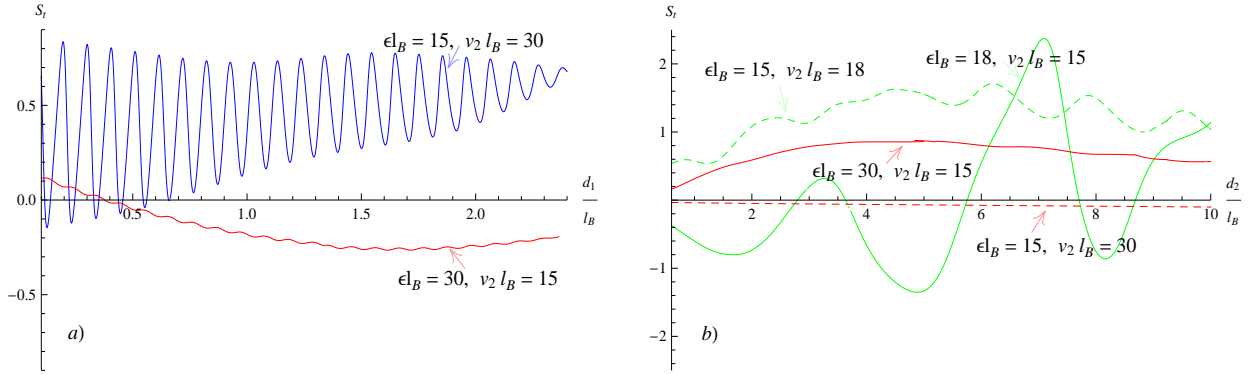 S_t
ϵl_B = 15, v_2 l_B = 30
0.5
0.0
0.5 1.0 1.5 2.0
d_1
l_B
ϵl_B = 30, v_2 l_B = 15
−0.5
a)
S_t
2
ϵl_B = 18, v_2 l_B = 15
ϵl_B = 15, v_2 l_B = 18
1
ϵl_B = 30, v_2 l_B = 15
2 4 6 8 10
d_2
l_B
ϵl_B = 15, v_2 l_B = 30
−1
−2
b)